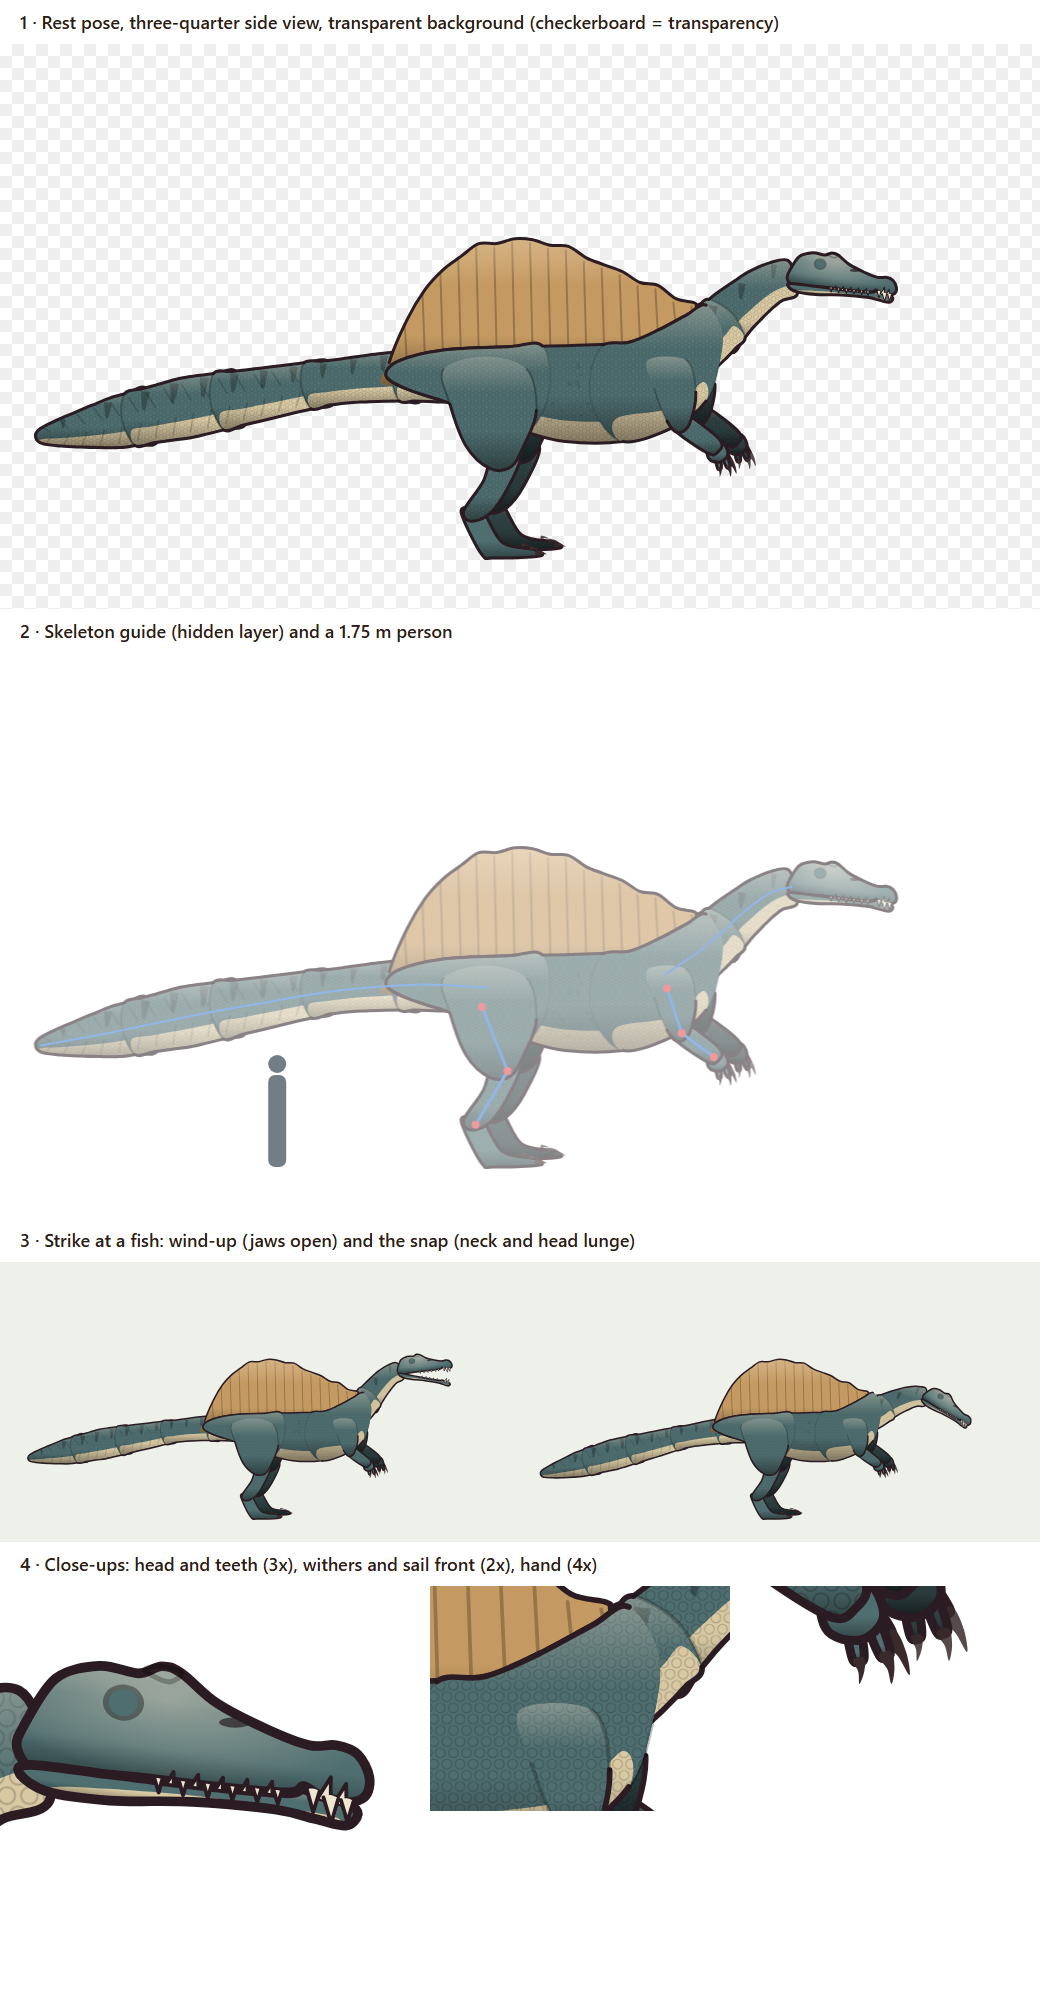 1 · Rest pose, three-quarter side view, transparent background (checkerboard = transparency)
2 · Skeleton guide (hidden layer) and a 1.75 m person
3 · Strike at a fish: wind-up (jaws open) and the snap (neck and head lunge)
4 · Close-ups: head and teeth (3x), withers and sail front (2x), hand (4x)